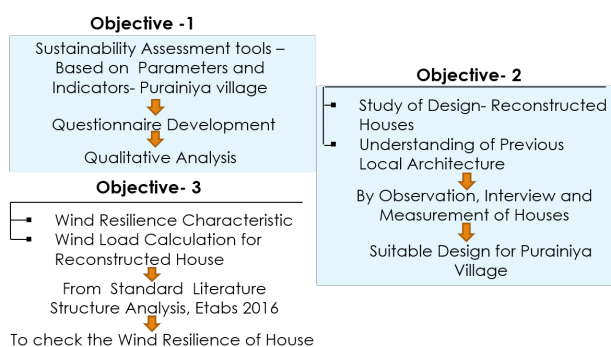 Objective -1
Sustainability Assessment tools –
Based on Parameters and
Indicators- Purainiya village
Questionnaire Development
Qualitative Analysis
Objective- 2
Study of Design- Reconstructed
Houses
Understanding of Previous
Local Architecture
By Observation, Interview and
Measurement of Houses
Suitable Design for Purainiya
Village
Objective- 3
Wind Resilience Characteristic
Wind Load Calculation for
Reconstructed House
From Standard Literature
Structure Analysis, Etabs 2016
To check the Wind Resilience of House